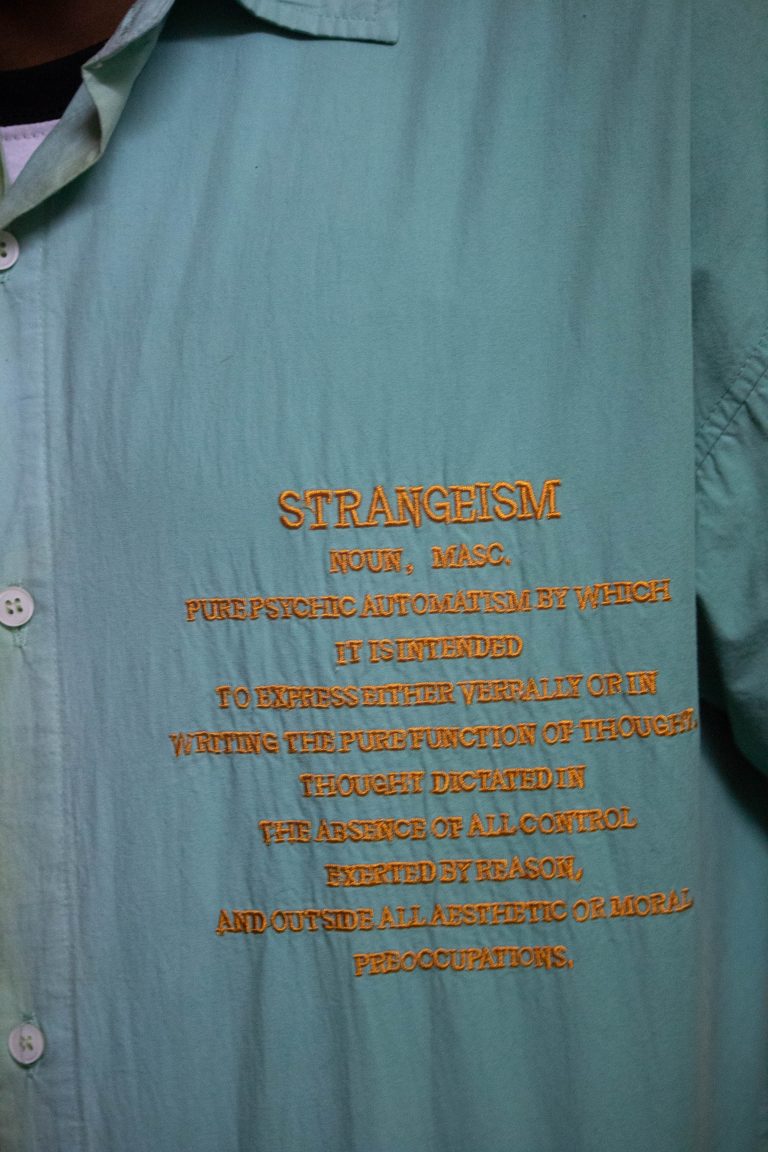 STRANGEISM
NOUN, MASC.
PURE PSYCHIC AUTOMATISM BY WHICH
IT IS INTENDED
TO EXPRESS EITHER VERBALLY OR IN
WRITING THE PURE FUNCTION OF THOUGHT.
THOUGHT DICTATED IN
THE ABSENCE OF ALL CONTROL
EXERTED BY REASON,
AND OUTSIDE ALL AESTHETIC OR MORAL
PREOCCUPATIONS.